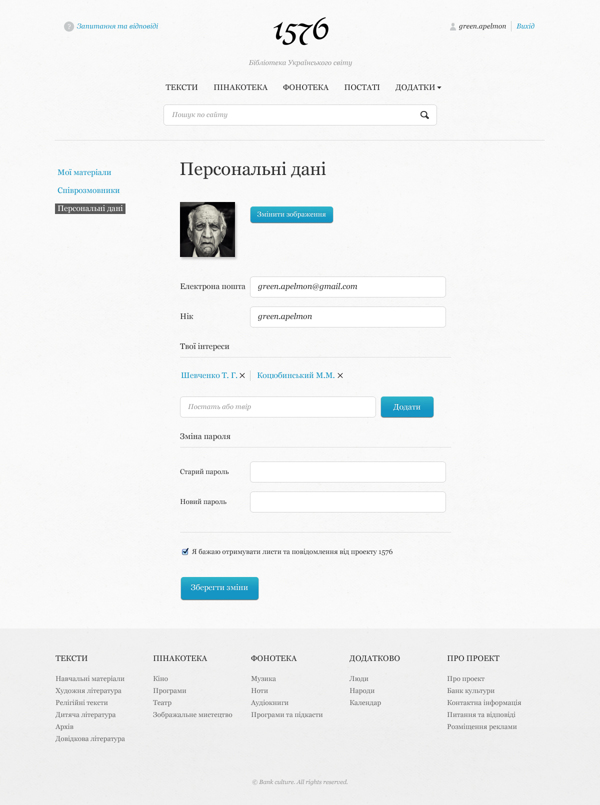 Запитання та відповіді
1576
green.apelmon
Вихід
Бібліотека Українського світу
ТЕКСТИ ПІНАКОТЕКА ФОНОТЕКА ПОСТАТІ ДОДАТКИ
Пошук по сайту
Мої матеріали
Співрозмовники
Персональні дані
Персональні дані
Змінити зображення
Електрона пошта green.apelmon@gmail.com
Нік green.apelmon
Твої інтереси
Шевченко Т. Г. Коцюбинський М.М.
Постать або твір Додати
Зміна пароля
Старий пароль
Новий пароль
Я бажаю отримувати листи та повідомлення від проекту 1576
Зберегти зміни
ТЕКСТИ
Навчальні матеріали
Художня література
Релігійні тексти
Дитяча література
Архів
Довідкова література
ПІНАКОТЕКА
Кіно
Програми
Театр
Зображальне мистецтво
ФОНОТЕКА
Музика
Ноти
Аудіокниги
Програми та підкасти
ДОДАТКОВО
Люди
Народи
Календар
ПРО ПРОЕКТ
Про проект
Банк культури
Контактна інформація
Питання та відповіді
Розміщення реклами
© Bank culture. All rights reserved.